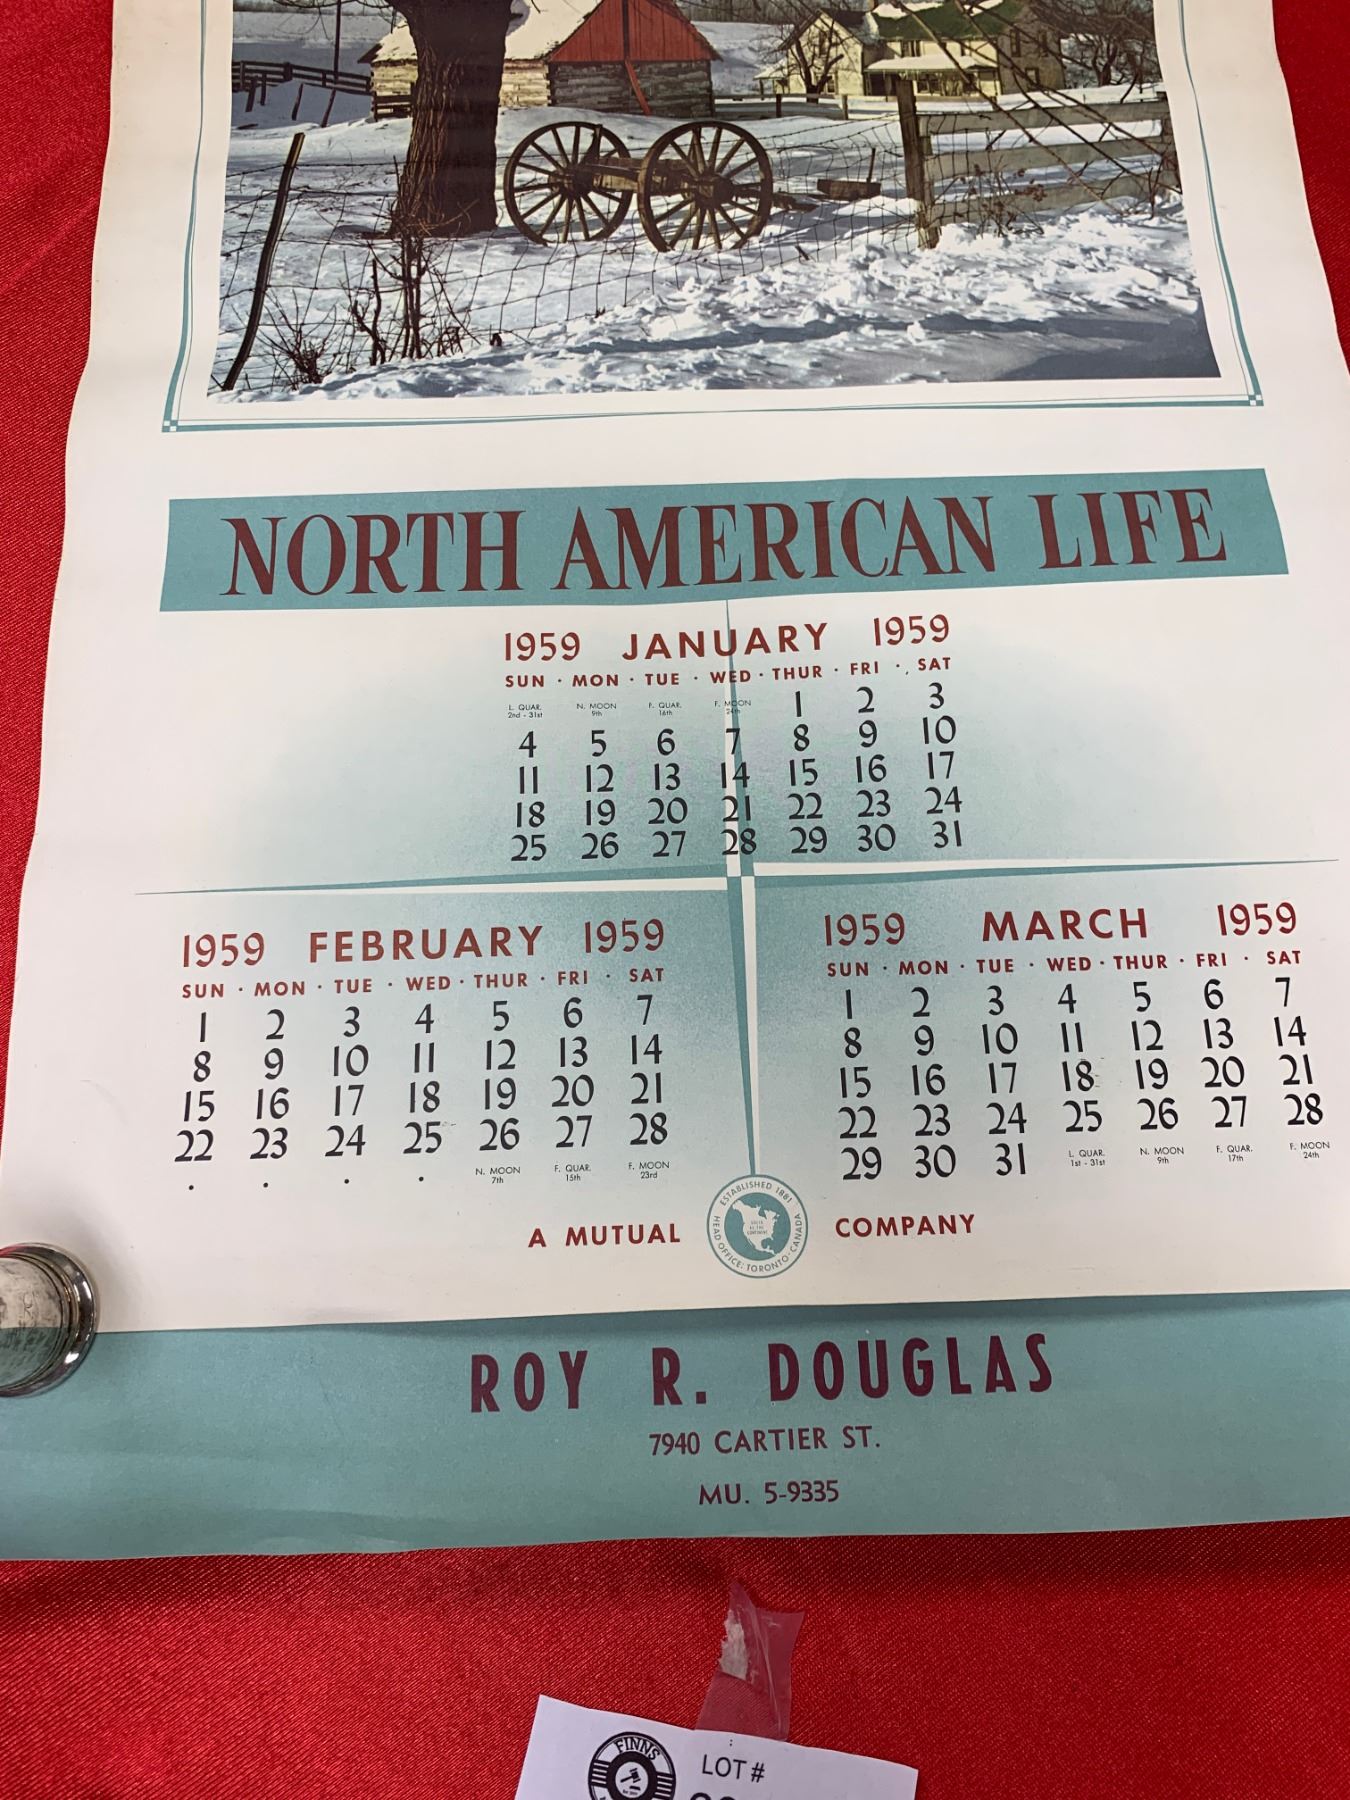 NORTH AMERICAN LIFE
1959 JANUARY 1959
SUN · MON · TUE · WED · THUR · FRI · SAT
L. QUAR. 2nd - 31st N. MOON 9th F. QUAR. 16th F. MOON 24th 1 2 3
4 5 6 7 8 9 10
11 12 13 14 15 16 17
18 19 20 21 22 23 24
25 26 27 28 29 30 31
1959 FEBRUARY 1959
SUN · MON · TUE · WED · THUR · FRI · SAT
1 2 3 4 5 6 7
8 9 10 11 12 13 14
15 16 17 18 19 20 21
22 23 24 25 26 27 28
. . . . N. MOON 7th F. QUAR. 15th F. MOON 23rd
1959 MARCH 1959
SUN · MON · TUE · WED · THUR · FRI · SAT
1 2 3 4 5 6 7
8 9 10 11 12 13 14
15 16 17 18 19 20 21
22 23 24 25 26 27 28
29 30 31 L. QUAR. 1st - 31st N. MOON 9th F. QUAR. 17th F. MOON 24th
A MUTUAL COMPANY
ESTABLISHED 1881
HEAD OFFICE: TORONTO·CANADA
SOLID
AS THE
CONTINENT
ROY R. DOUGLAS
7940 CARTIER ST.
MU. 5-9335
FINNS
LOT #